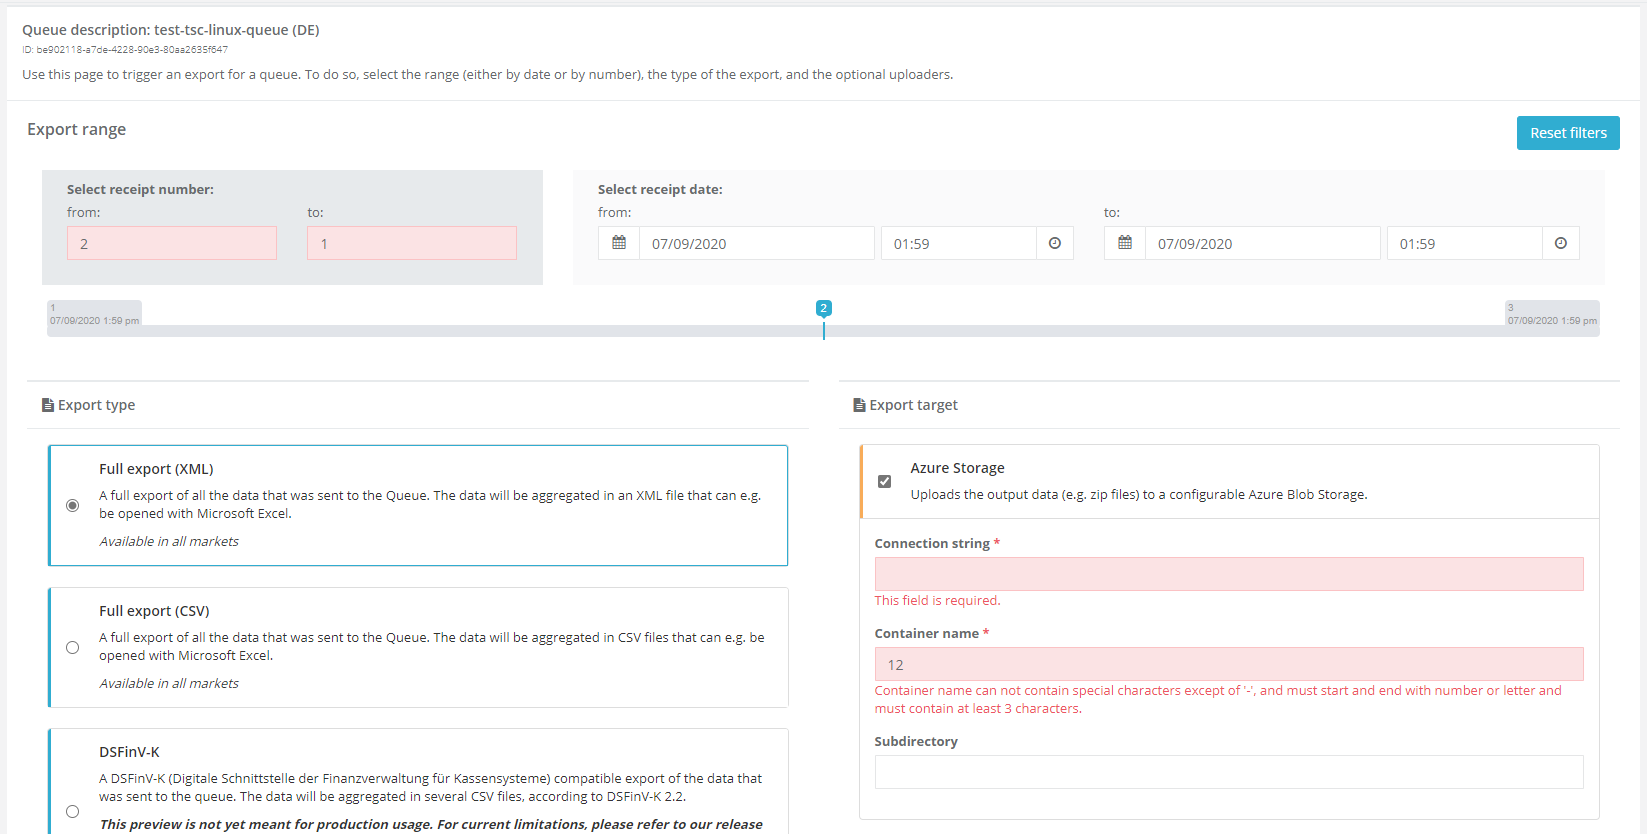 Queue description: test-tsc-linux-queue (DE)
ID: be902118-a7de-4228-90e3-80aa2635f647
Use this page to trigger an export for a queue. To do so, select the range (either by date or by number), the type of the export, and the optional uploaders.
Export range
Reset filters
Select receipt number:
from:
to:
2
1
Select receipt date:
from:
to:
07/09/2020
01:59
07/09/2020
01:59
1
07/09/2020 1:59 pm
2
3
07/09/2020 1:59 pm
Export type
Full export (XML)
A full export of all the data that was sent to the Queue. The data will be aggregated in an XML file that can e.g.
be opened with Microsoft Excel.
Available in all markets
Full export (CSV)
A full export of all the data that was sent to the Queue. The data will be aggregated in CSV files that can e.g. be
opened with Microsoft Excel.
Available in all markets
DSFinV-K
A DSFinV-K (Digitale Schnittstelle der Finanzverwaltung für Kassensysteme) compatible export of the data that
was sent to the queue. The data will be aggregated in several CSV files, according to DSFinV-K 2.2.
This preview is not yet meant for production usage. For current limitations, please refer to our release
Export target
Azure Storage
Uploads the output data (e.g. zip files) to a configurable Azure Blob Storage.
Connection string *
This field is required.
Container name *
12
Container name can not contain special characters except of '-', and must start and end with number or letter and
must contain at least 3 characters.
Subdirectory